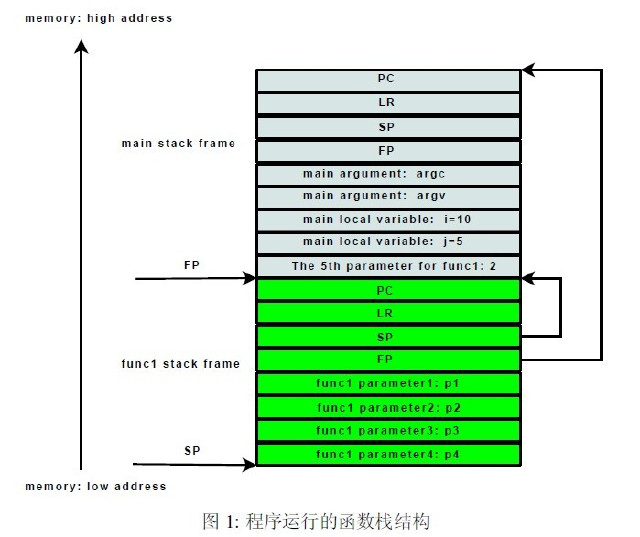 memory: high address
PC
LR
SP
main stack frame
FP
main argument: argc
main argument: argv
main local variable: i=10
main local variable: j=5
The 5th parameter for func1: 2
FP
PC
LR
SP
func1 stack frame
FP
func1 parameter1: p1
func1 parameter2: p2
func1 parameter3: p3
SP
func1 parameter4: p4
memory: low address
图 1: 程序运行的函数栈结构